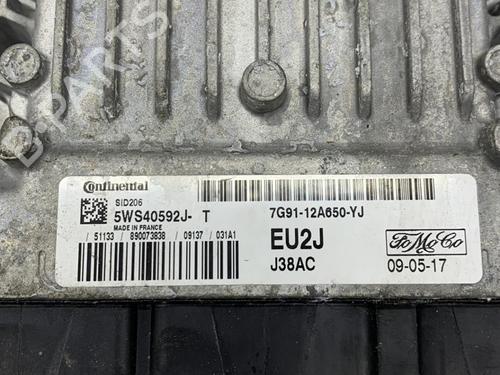 B-PARTS
Continental
SID206
5WS40592J- T
MADE IN FRANCE
/ 51133 / 890073838 / 09137 / 031A1
7G91-12A650-YJ
EU2J
J38AC
FoMoCo
09-05-17